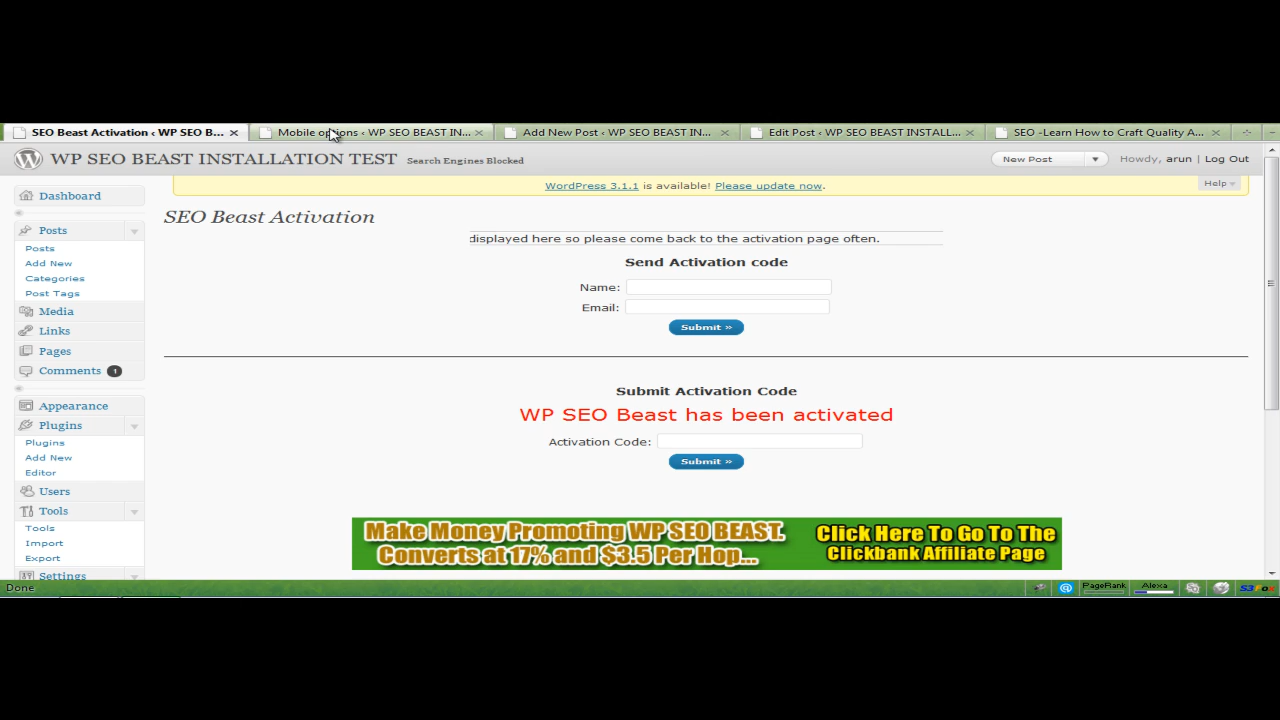 SEO Beast Activation ‹ WP SEO B...
Mobile options ‹ WP SEO BEAST IN...
Add New Post ‹ WP SEO BEAST IN...
Edit Post ‹ WP SEO BEAST INSTALL...
SEO -Learn How to Craft Quality A...
WP SEO BEAST INSTALLATION TEST
Search Engines Blocked
New Post
Howdy, arun | Log Out
WordPress 3.1.1 is available! Please update now.
Help
Dashboard
Posts
Posts
Add New
Categories
Post Tags
Media
Links
Pages
Comments 1
Appearance
Plugins
Plugins
Add New
Editor
Users
Tools
Tools
Import
Export
Settings
SEO Beast Activation
displayed here so please come back to the activation page often.
Send Activation code
Name:
Email:
Submit »
Submit Activation Code
WP SEO Beast has been activated
Activation Code:
Submit »
Make Money Promoting WP SEO BEAST.
Converts at 17% and $3.5 Per Hop...
Click Here To Go To The
Clickbank Affiliate Page
Done
PageRank
Alexa
S3Fox